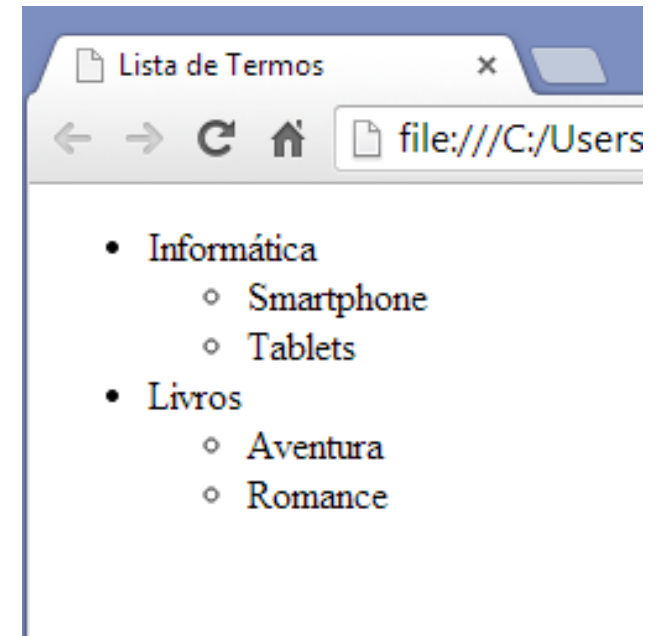 Lista de Termos
file:///C:/Users
Informática
Smartphone
Tablets
Livros
Aventura
Romance